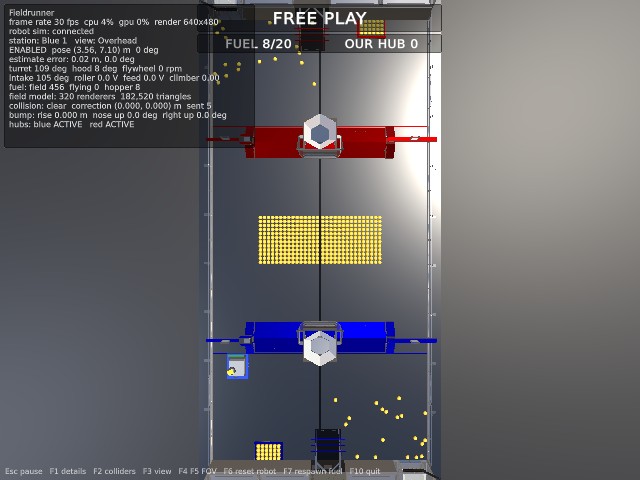 Fieldrunner
frame rate 30 fps  cpu 4%  gpu 0%  render 640x480
robot sim: connected
station: Blue 1   view: Overhead
ENABLED  pose (3.56, 7.10) m  0 deg
estimate error: 0.02 m, 0.0 deg
turret 109 deg  hood 8 deg  flywheel 0 rpm
intake 105 deg  roller 0.0 V  feed 0.0 V  climber 0.00
fuel: field 456  flying 0  hopper 8
field model: 320 renderers  182,520 triangles
collision: clear  correction (0.000, 0.000) m  sent 5
bump: rise 0.000 m  nose up 0.0 deg  right up 0.0 deg
hubs: blue ACTIVE   red ACTIVE
FREE PLAY
FUEL 8/20
OUR HUB 0
Esc pause   F1 details   F2 colliders   F3 view   F4 F5 FOV   F6 reset robot   F7 respawn fuel   F10 quit